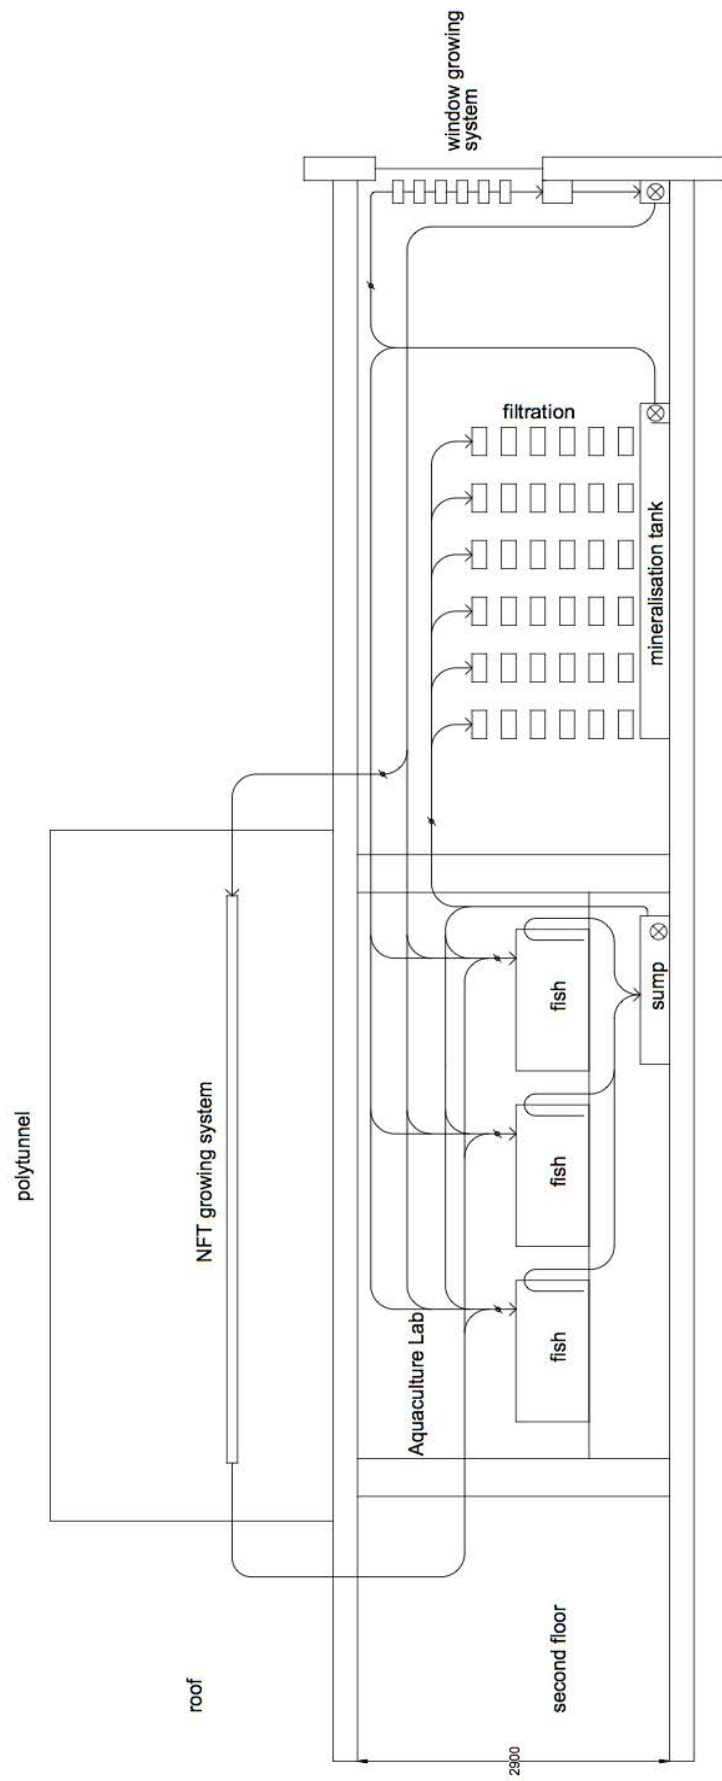 polytunnel
NFT growing system
roof
window growing
system
filtration
mineralisation tank
Aquaculture Lab
fish
fish
fish
sump
second floor
2900